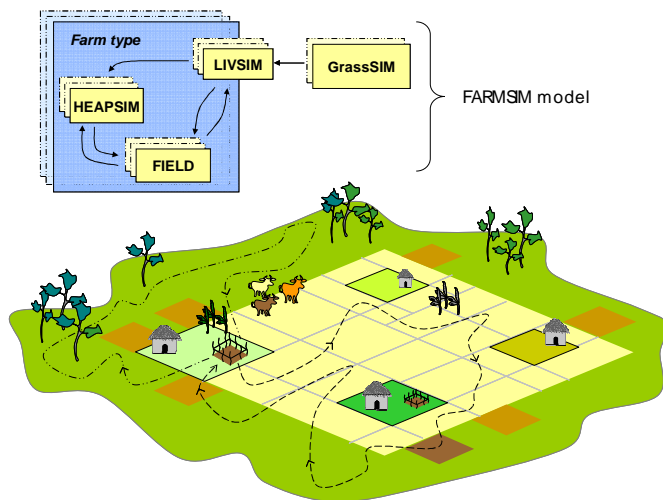 Farm type
LIVSIM
GrassSIM
HEAPSIM
FARMSIM model
FIELD